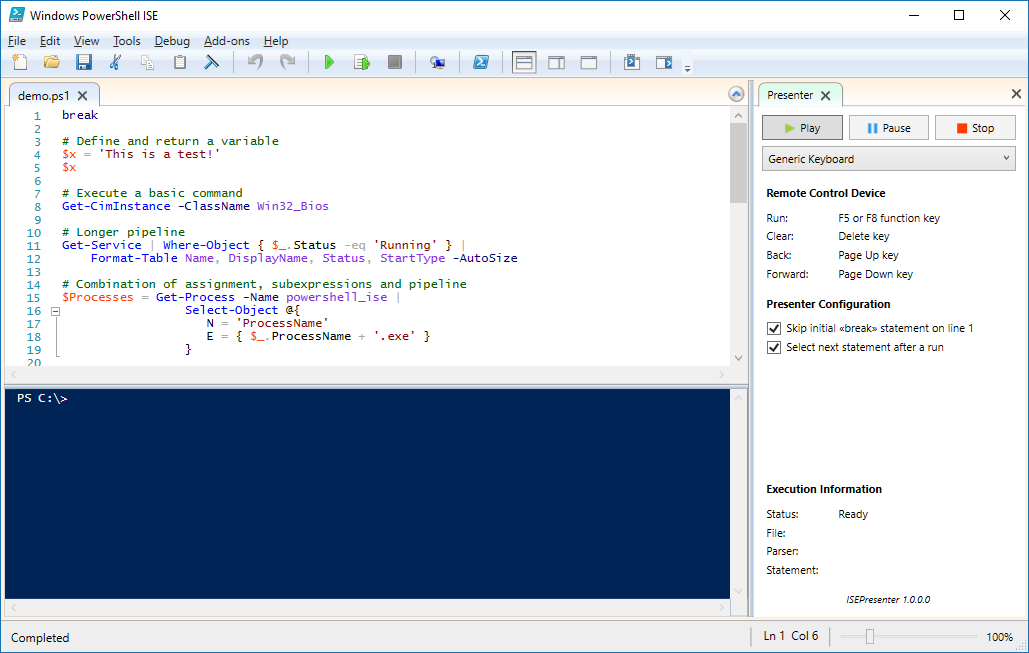 Windows PowerShell ISE
File Edit View Tools Debug Add-ons Help
demo.ps1
1 break
2
3 # Define and return a variable
4 $x = 'This is a test!'
5 $x
6
7 # Execute a basic command
8 Get-CimInstance -ClassName Win32_Bios
9
10 # Longer pipeline
11 Get-Service | Where-Object { $_.Status -eq 'Running' } |
12 Format-Table Name, DisplayName, Status, StartType -AutoSize
13
14 # Combination of assignment, subexpressions and pipeline
15 $Processes = Get-Process -Name powershell_ise |
16 Select-Object @{
17 N = 'ProcessName'
18 E = { $_.ProcessName + '.exe' }
19 }
20
PS C:\>
Presenter
Play Pause Stop
Generic Keyboard
Remote Control Device
Run: F5 or F8 function key
Clear: Delete key
Back: Page Up key
Forward: Page Down key
Presenter Configuration
Skip initial «break» statement on line 1
Select next statement after a run
Execution Information
Status: Ready
File:
Parser:
Statement:
ISEPresenter 1.0.0.0
Completed
Ln 1 Col 6
100%